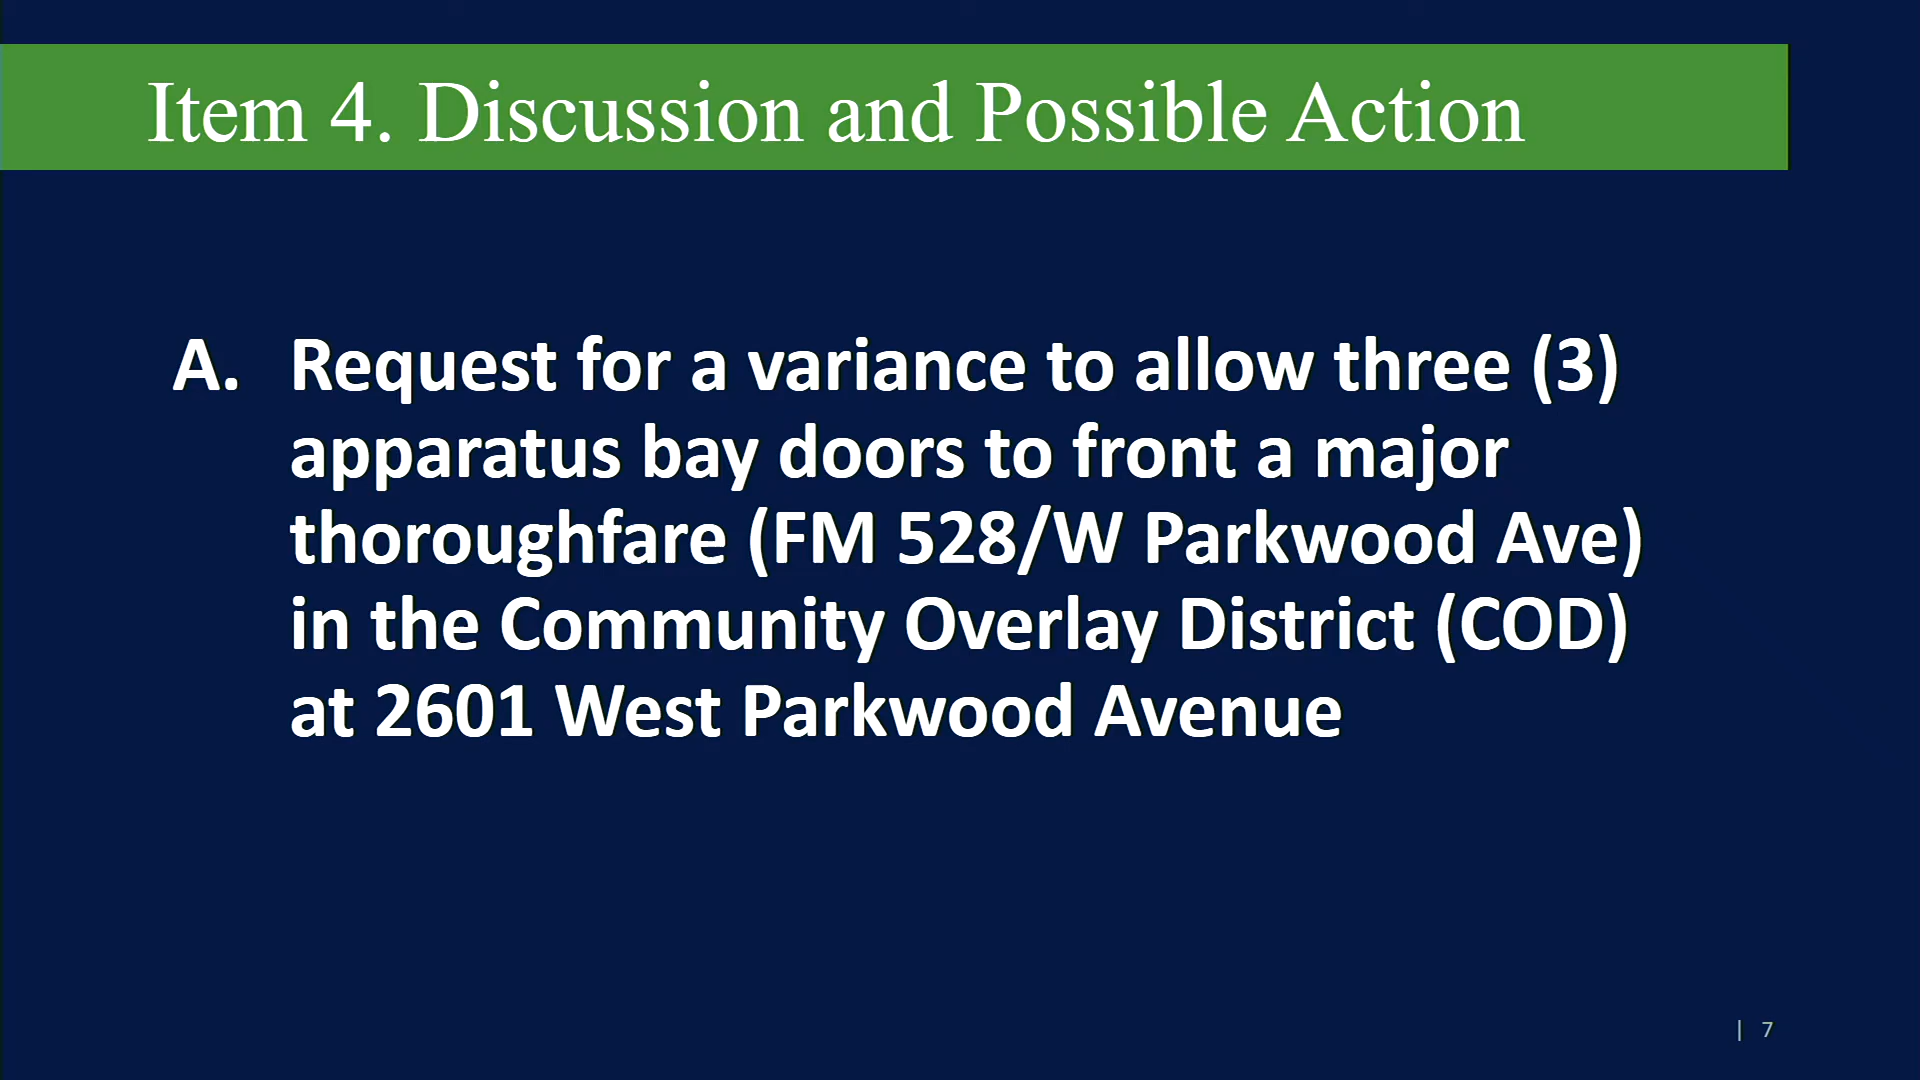 Item 4. Discussion and Possible Action
A. Request for a variance to allow three (3)
apparatus bay doors to front a major
thoroughfare (FM 528/W Parkwood Ave)
in the Community Overlay District (COD)
at 2601 West Parkwood Avenue
| 7